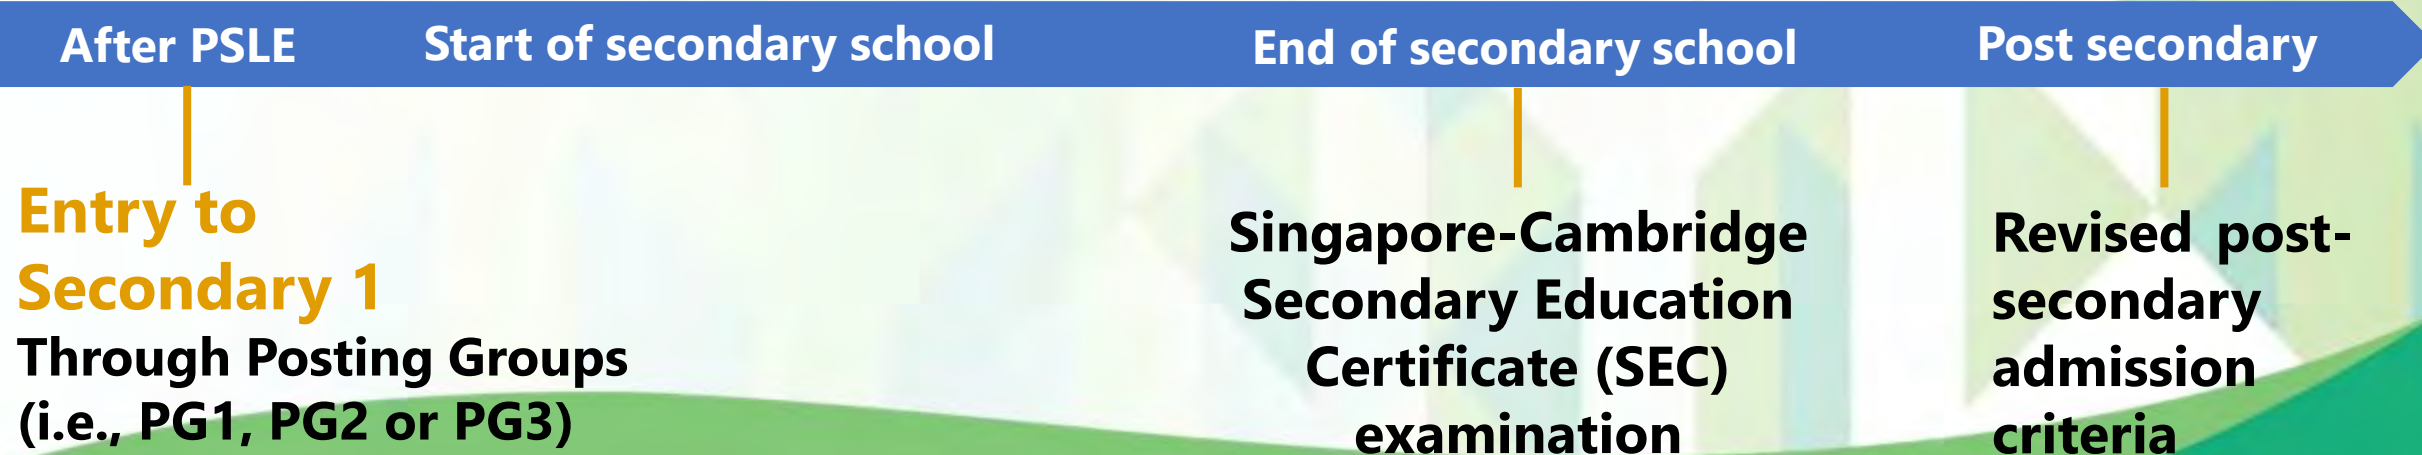 After PSLE
Start of secondary school
End of secondary school
Post secondary
Entry to
Secondary 1
Through Posting Groups
(i.e., PG1, PG2 or PG3)
Singapore-Cambridge
Secondary Education
Certificate (SEC)
examination
Revised post-
secondary
admission
criteria